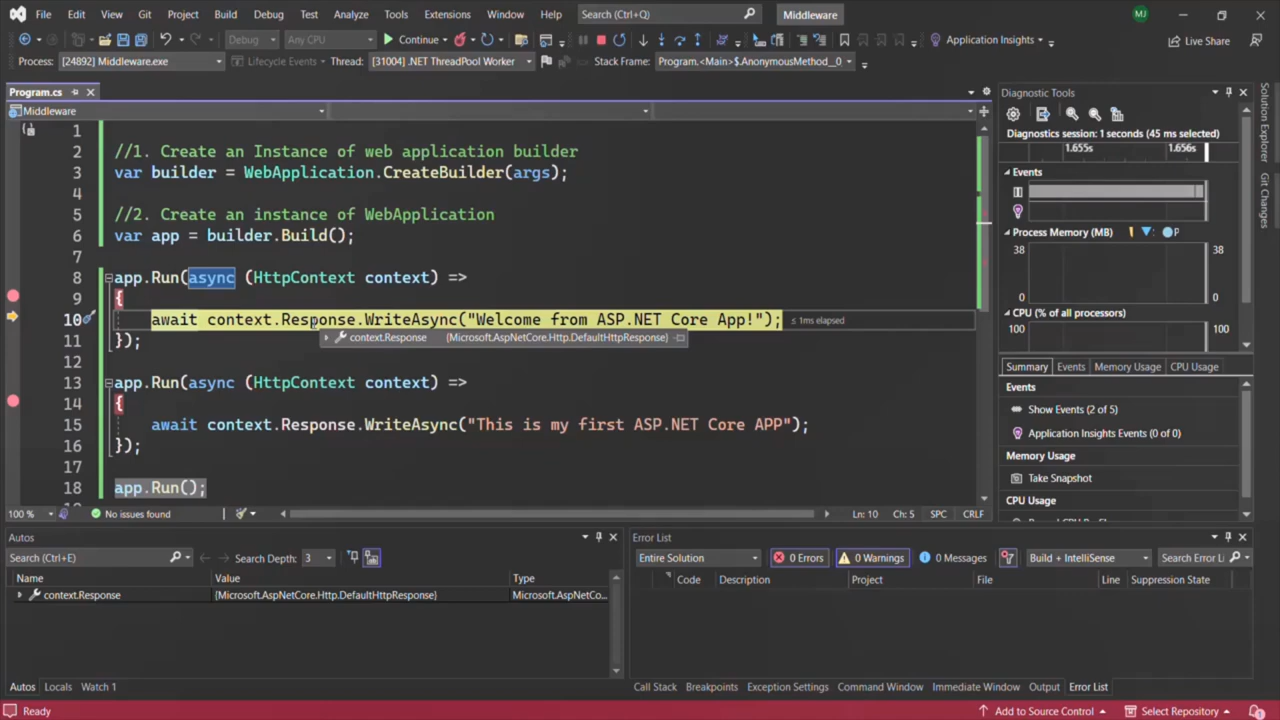 File Edit View Git Project Build Debug Test Analyze Tools Extensions Window Help Search (Ctrl+Q) Middleware MJ
Debug Any CPU Continue Application Insights Live Share
Process: [24892] Middleware.exe Lifecycle Events Thread: [31004] .NET ThreadPool Worker Stack Frame: Program.<Main>$.AnonymousMethod__0
Program.cs
Middleware
1
2 //1. Create an Instance of web application builder
3 var builder = WebApplication.CreateBuilder(args);
4
5 //2. Create an instance of WebApplication
6 var app = builder.Build();
7
8 app.Run(async (HttpContext context) =>
9 {
10 await context.Response.WriteAsync("Welcome from ASP.NET Core App!"); ≤ 1ms elapsed
context.Response {Microsoft.AspNetCore.Http.DefaultHttpResponse}
11 });
12
13 app.Run(async (HttpContext context) =>
14 {
15 await context.Response.WriteAsync("This is my first ASP.NET Core APP");
16 });
17
18 app.Run();
100 % No issues found Ln: 10 Ch: 5 SPC CRLF
Diagnostic Tools
Diagnostics session: 1 seconds (45 ms selected)
1.655s 1.656s
Events
Process Memory (MB) P
38 38
0 0
CPU (% of all processors)
100 100
Summary Events Memory Usage CPU Usage
Events
Show Events (2 of 5)
Application Insights Events (0 of 0)
Memory Usage
Take Snapshot
CPU Usage
Solution Explorer
Git Changes
Autos
Search (Ctrl+E) Search Depth: 3
Name Value Type
context.Response {Microsoft.AspNetCore.Http.DefaultHttpResponse} Microsoft.AspNetCo...
Autos Locals Watch 1
Error List
Entire Solution 0 Errors 0 Warnings 0 Messages Build + IntelliSense Search Error Li
Code Description Project File Line Suppression State
Call Stack Breakpoints Exception Settings Command Window Immediate Window Output Error List
Ready Add to Source Control Select Repository 1